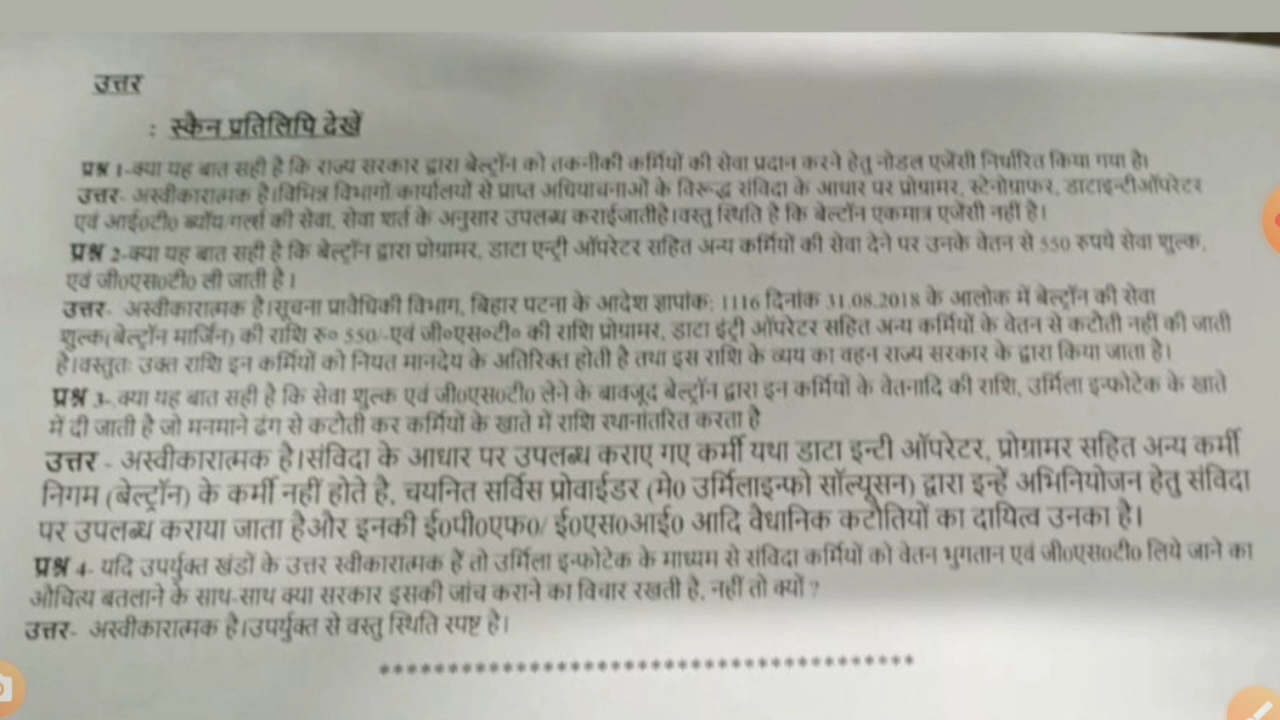 उत्तर
: स्कैन प्रतिलिपि देखें
प्रश्न 1-क्या यह बात सही है कि राज्य सरकार द्वारा बेल्ट्रॉन को तकनीकी कर्मियों की सेवा प्रदान करने हेतु नोडल एजेंसी निर्धारित किया गया है।
उत्तर- अस्वीकारात्मक है।विभिन्न विभागों कार्यालयों से प्राप्त अधियाचनाओं के विरूद्ध संविदा के आधार पर प्रोग्रामर, स्टेनोग्राफर, डाटाइन्टीऑपरेटर
एवं आई0टी0 ब्यॉय/गर्ल्स की सेवा, सेवा शर्त के अनुसार उपलब्ध कराईजातीहै।वस्तु स्थिति है कि बेल्ट्रॉन एकमात्र एजेंसी नहीं है।
प्रश्न 2-क्या यह बात सही है कि बेल्ट्रॉन द्वारा प्रोग्रामर, डाटा एन्ट्री ऑपरेटर सहित अन्य कर्मियों की सेवा देने पर उनके वेतन से 550 रुपये सेवा शुल्क,
एवं जी0एस0टी0 ली जाती है।
उत्तर- अस्वीकारात्मक है।सूचना प्रावैधिकी विभाग, बिहार पटना के आदेश ज्ञापांक: 1116 दिनांक 31.08.2018 के आलोक में बेल्ट्रॉन की सेवा
शुल्क(बेल्ट्रॉन मार्जिन) की राशि रु० 550/-एवं जी०एस०टी० की राशि प्रोग्रामर, डाटा इंट्री ऑपरेटर सहित अन्य कर्मियों के वेतन से कटौती नहीं की जाती
है।वस्तुतः उक्त राशि इन कर्मियों को नियत मानदेय के अतिरिक्त होती है तथा इस राशि के व्यय का वहन राज्य सरकार के द्वारा किया जाता है।
प्रश्न 3-.क्या यह बात सही है कि सेवा शुल्क एवं जी0एस0टी0 लेने के बावजूद बेल्ट्रॉन द्वारा इन कर्मियों के वेतनादि की राशि, उर्मिला इन्फोटेक के खाते
में दी जाती है जो मनमाने ढंग से कटौती कर कर्मियों के खाते में राशि स्थानांतरित करता है
उत्तर - अस्वीकारात्मक है।संविदा के आधार पर उपलब्ध कराए गए कर्मी यथा डाटा इन्टी ऑपरेटर, प्रोग्रामर सहित अन्य कर्मी
निगम (बेल्ट्रॉन) के कर्मी नहीं होते है, चयनित सर्विस प्रोवाईडर (मे0 उर्मिलाइन्फो सॉल्यूसन) द्वारा इन्हें अभिनियोजन हेतु संविदा
पर उपलब्ध कराया जाता हैऔर इनकी ई0पी0एफ0/ ई0एस0आई0 आदि वैधानिक कटौतियों का दायित्व उनका है।
प्रश्न 4- यदि उपर्युक्त खंडों के उत्तर स्वीकारात्मक हैं तो उर्मिला इन्फोटेक के माध्यम से संविदा कर्मियों को वेतन भुगतान एवं जी0एस0टी0 लिये जाने का
औचित्य बतलाने के साथ-साथ क्या सरकार इसकी जांच कराने का विचार रखती है, नहीं तो क्यों ?
उत्तर- अस्वीकारात्मक है।उपर्युक्त से वस्तु स्थिति स्पष्ट है।
***************************************